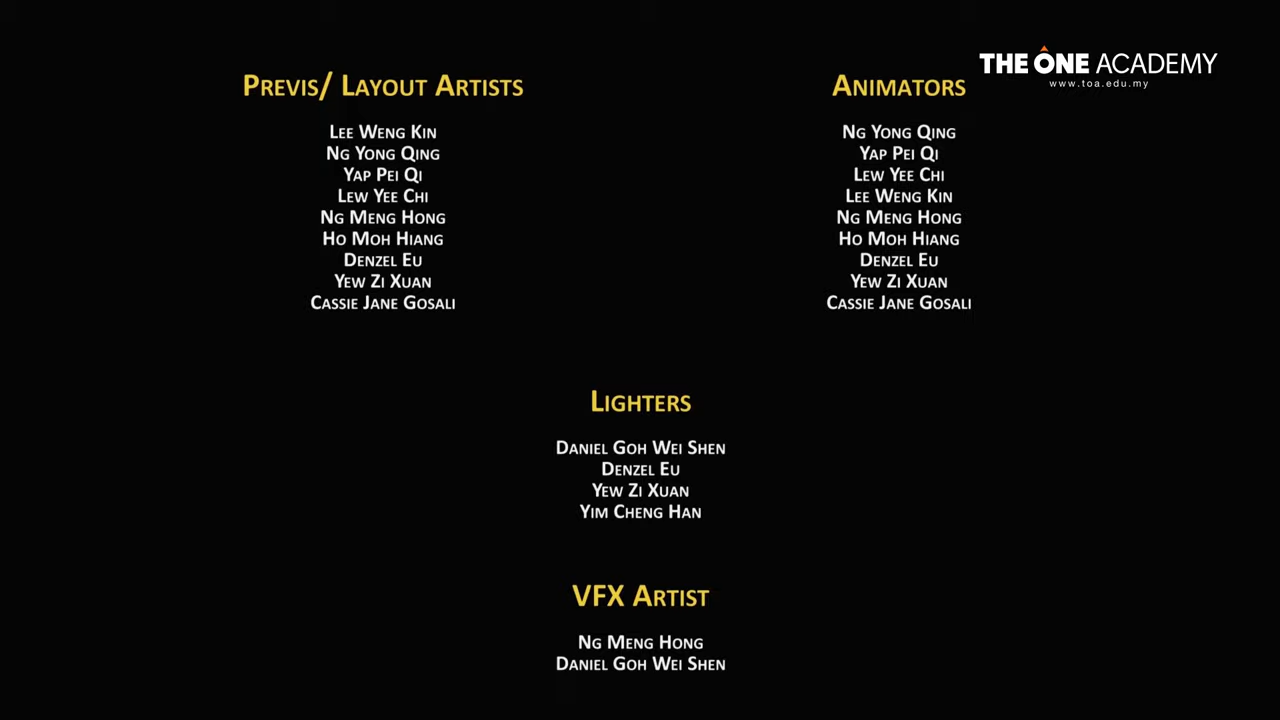 THE ONE ACADEMY
www.toa.edu.my
Previs/ Layout Artists
Lee Weng Kin
Ng Yong Qing
Yap Pei Qi
Lew Yee Chi
Ng Meng Hong
Ho Moh Hiang
Denzel Eu
Yew Zi Xuan
Cassie Jane Gosali
Animators
Ng Yong Qing
Yap Pei Qi
Lew Yee Chi
Lee Weng Kin
Ng Meng Hong
Ho Moh Hiang
Denzel Eu
Yew Zi Xuan
Cassie Jane Gosali
Lighters
Daniel Goh Wei Shen
Denzel Eu
Yew Zi Xuan
Yim Cheng Han
VFX Artist
Ng Meng Hong
Daniel Goh Wei Shen